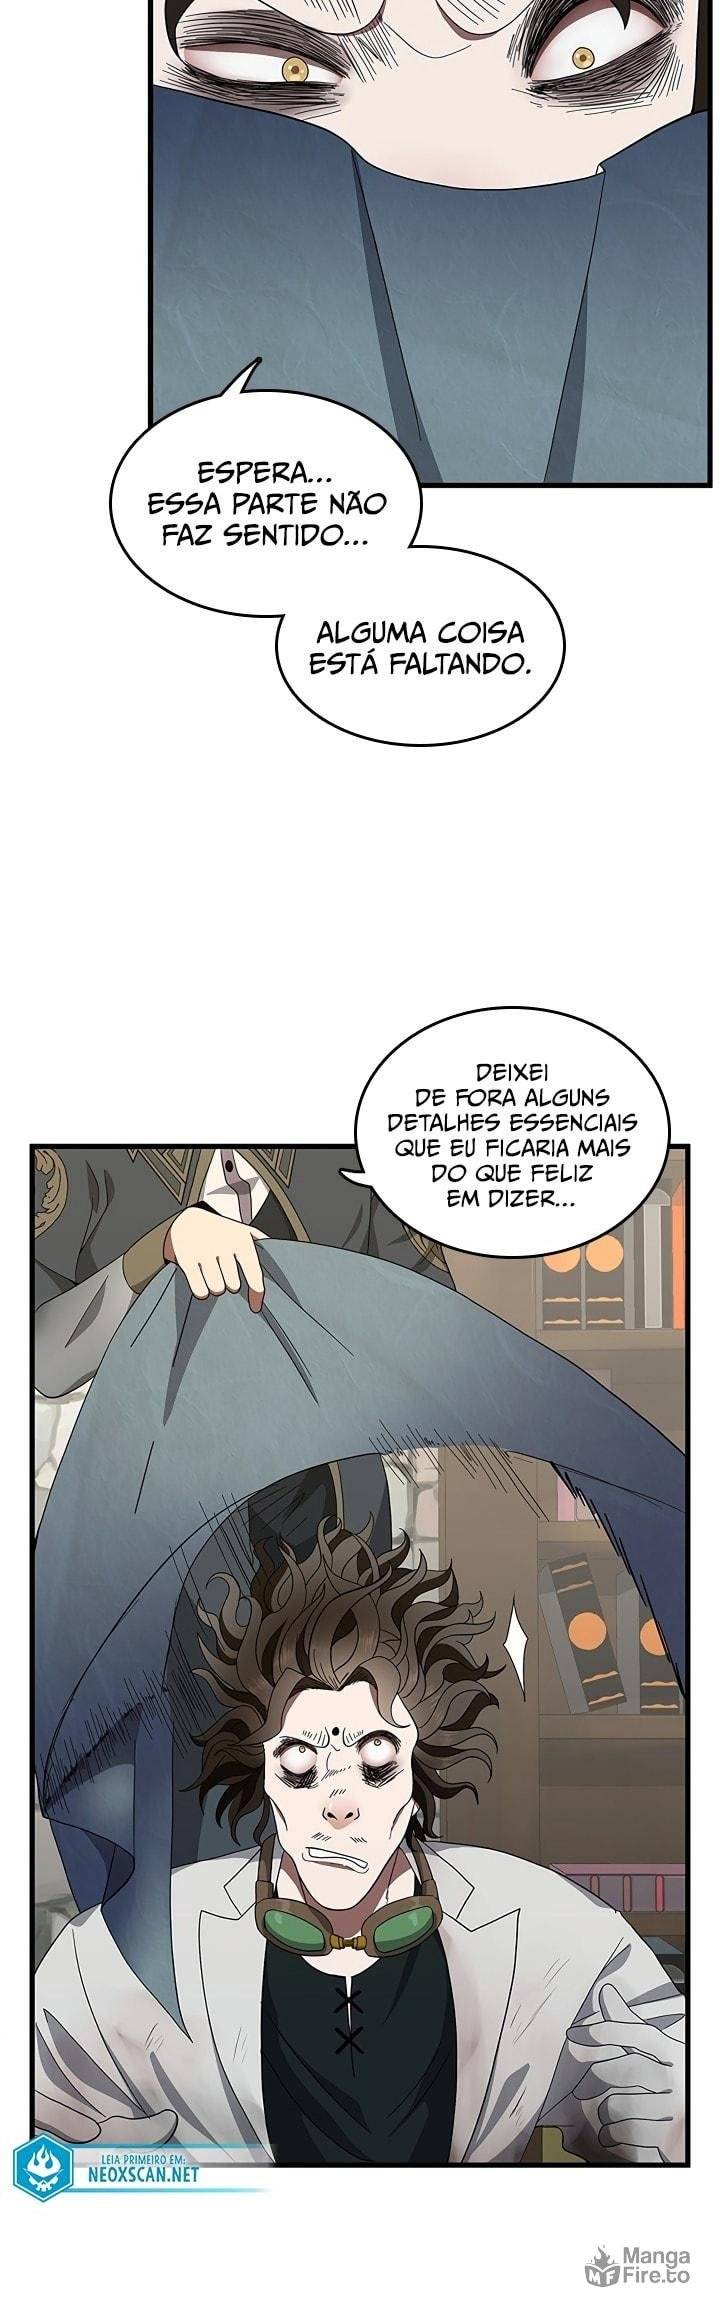 ESPERA...
ESSA PARTE NÃO
FAZ SENTIDO...
ALGUMA COISA
ESTÁ FALTANDO.
DEIXEI
DE FORA ALGUNS
DETALHES ESSENCIAIS
QUE EU FICARIA MAIS
DO QUE FELIZ
EM DIZER...
LEIA PRIMEIRO EM:
NEOXSCAN.NET
Manga
MF Fire.to